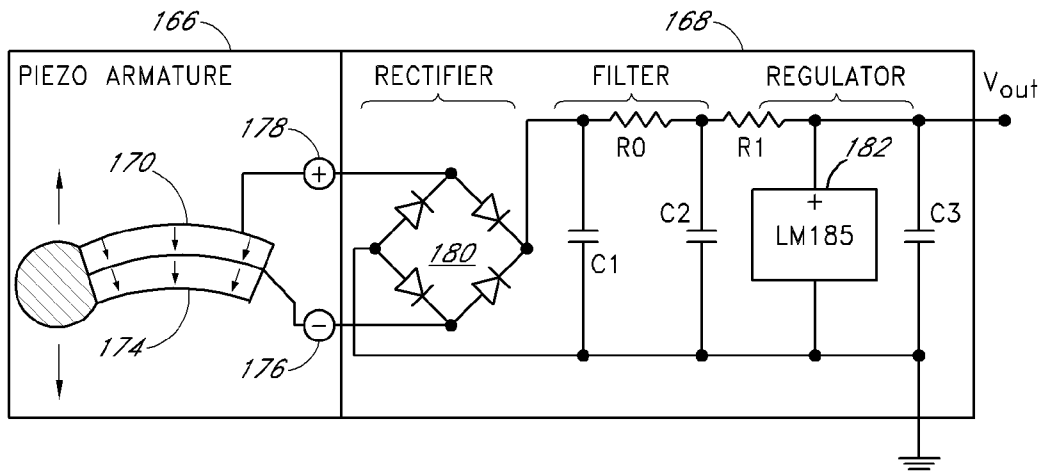 166
168
PIEZO ARMATURE
RECTIFIER
FILTER
REGULATOR
Vout
178
170
+
R0
R1
182
+
180
C1
C2
LM185
C3
−
174
176